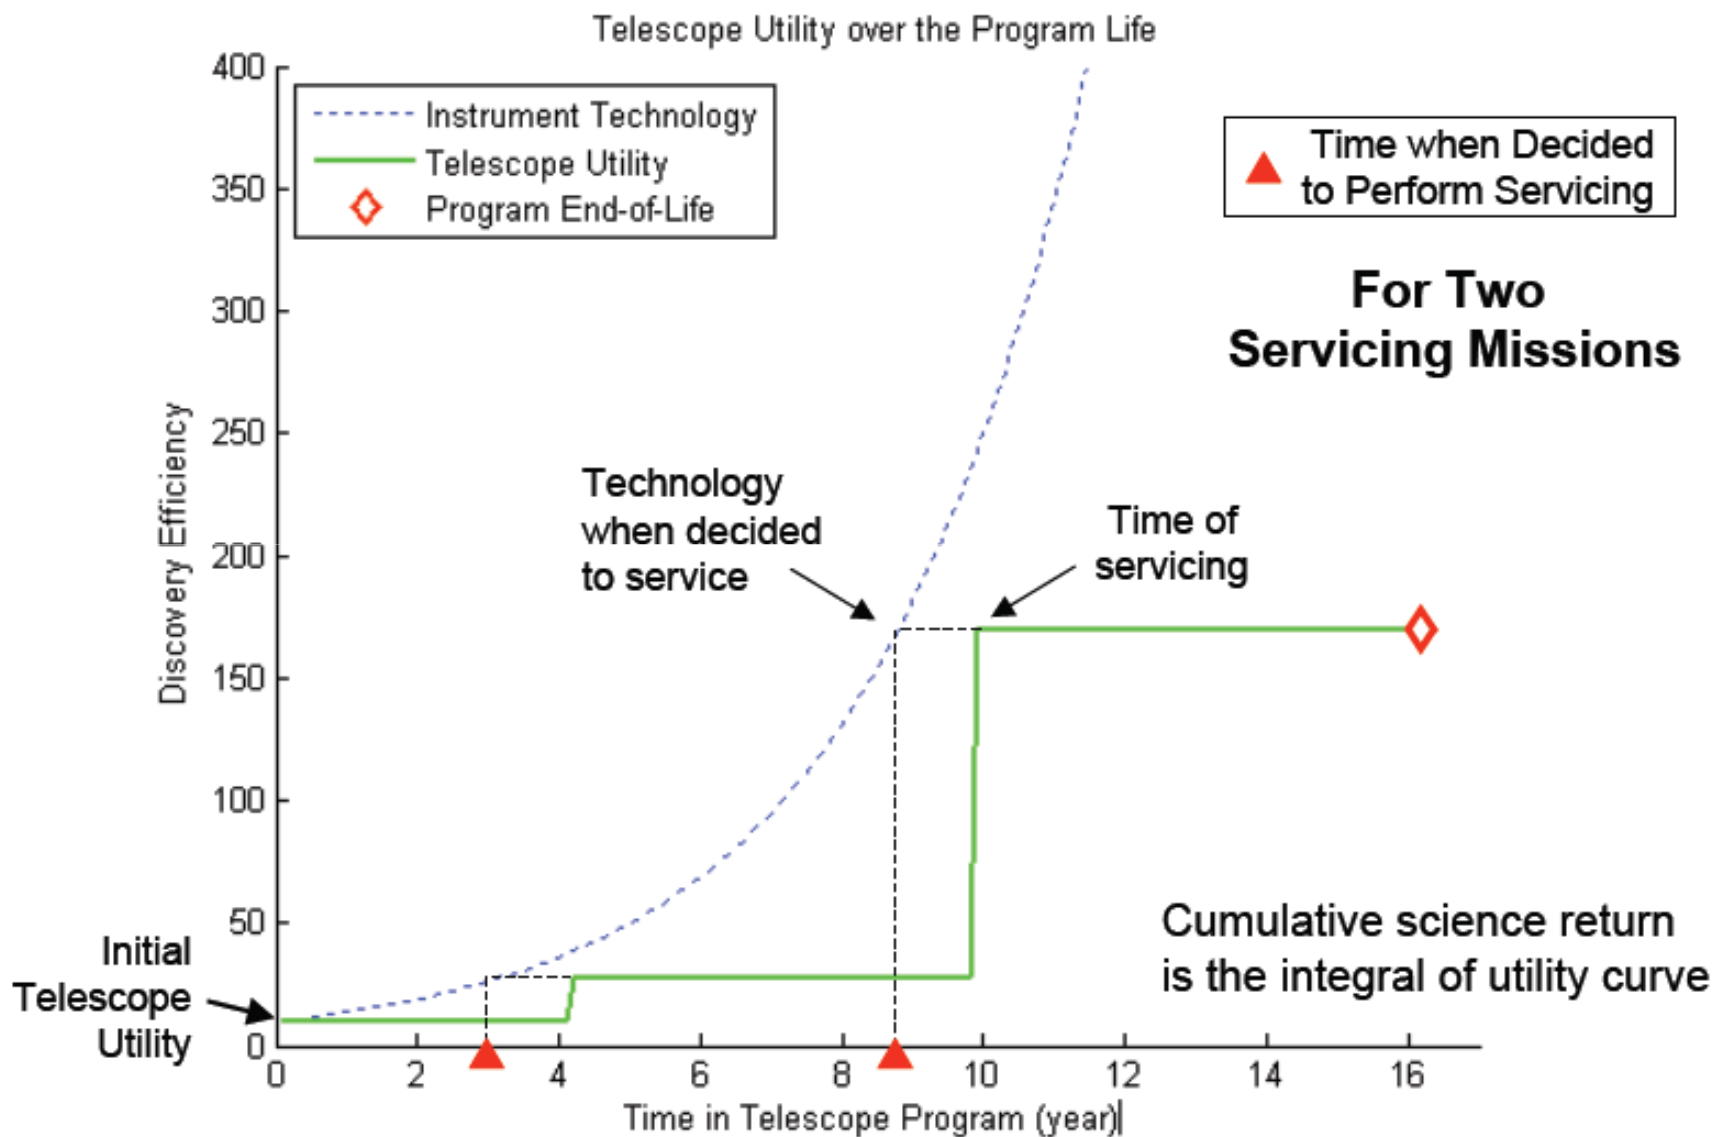 Telescope Utility over the Program Life
400
350
300
250
200
150
100
50
0
Discovery Efficiency
Instrument Technology
Telescope Utility
Program End-of-Life
Time when Decided
to Perform Servicing
For Two
Servicing Missions
Technology
when decided
to service
Time of
servicing
Cumulative science return
is the integral of utility curve
Initial
Telescope
Utility
0 2 4 6 8 10 12 14 16
Time in Telescope Program (year)